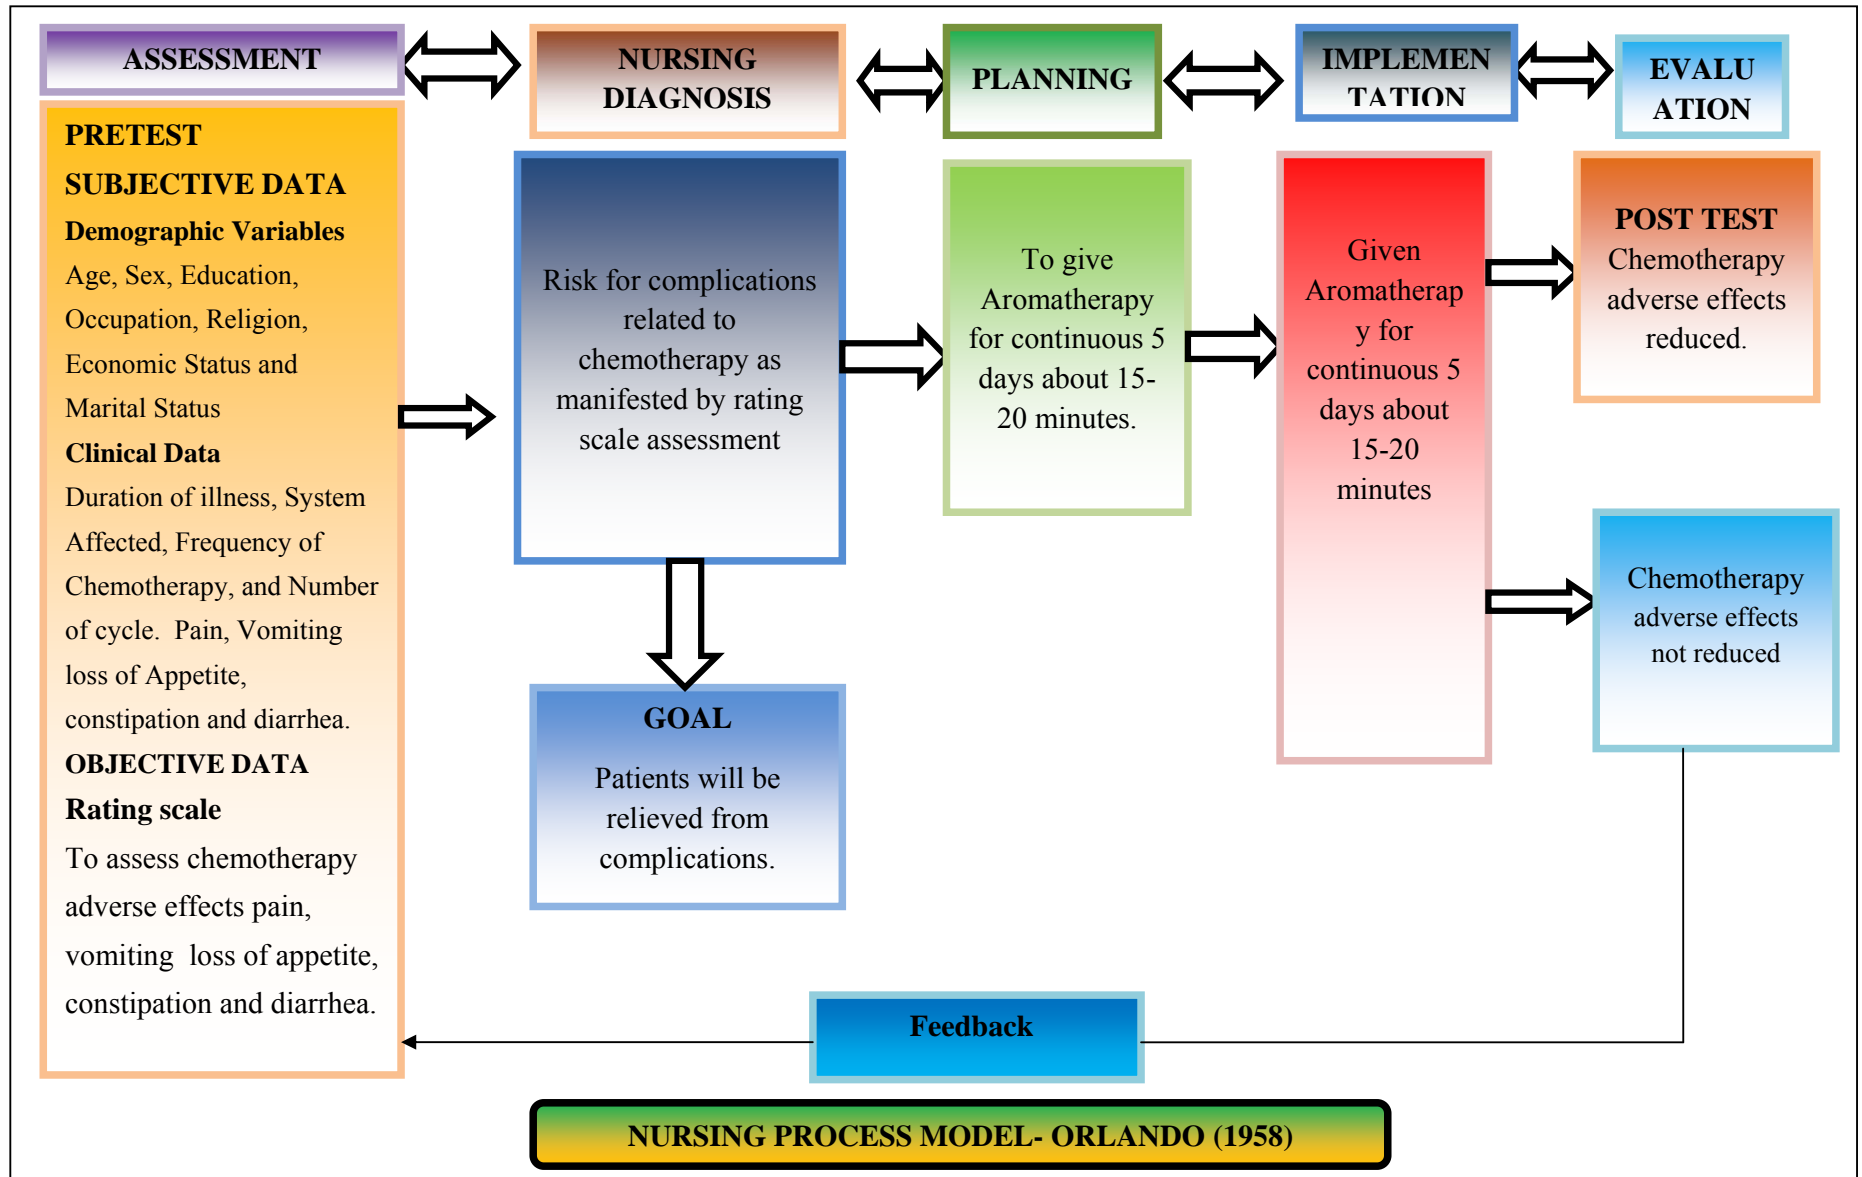 ASSESSMENT
NURSING
DIAGNOSIS
PLANNING
IMPLEMEN
TATION
EVALU
ATION
PRETEST
SUBJECTIVE DATA
Demographic Variables
Age, Sex, Education,
Occupation, Religion,
Economic Status and
Marital Status
Clinical Data
Duration of illness, System
Affected, Frequency of
Chemotherapy, and Number
of cycle. Pain, Vomiting
loss of Appetite,
constipation and diarrhea.
OBJECTIVE DATA
Rating scale
To assess chemotherapy
adverse effects pain,
vomiting loss of appetite,
constipation and diarrhea.
Risk for complications
related to
chemotherapy as
manifested by rating
scale assessment
GOAL
Patients will be
relieved from
complications.
To give
Aromatherapy
for continuous 5
days about 15-
20 minutes.
Given
Aromatherap
y for
continuous 5
days about
15-20
minutes
POST TEST
Chemotherapy
adverse effects
reduced.
Chemotherapy
adverse effects
not reduced
Feedback
NURSING PROCESS MODEL- ORLANDO (1958)